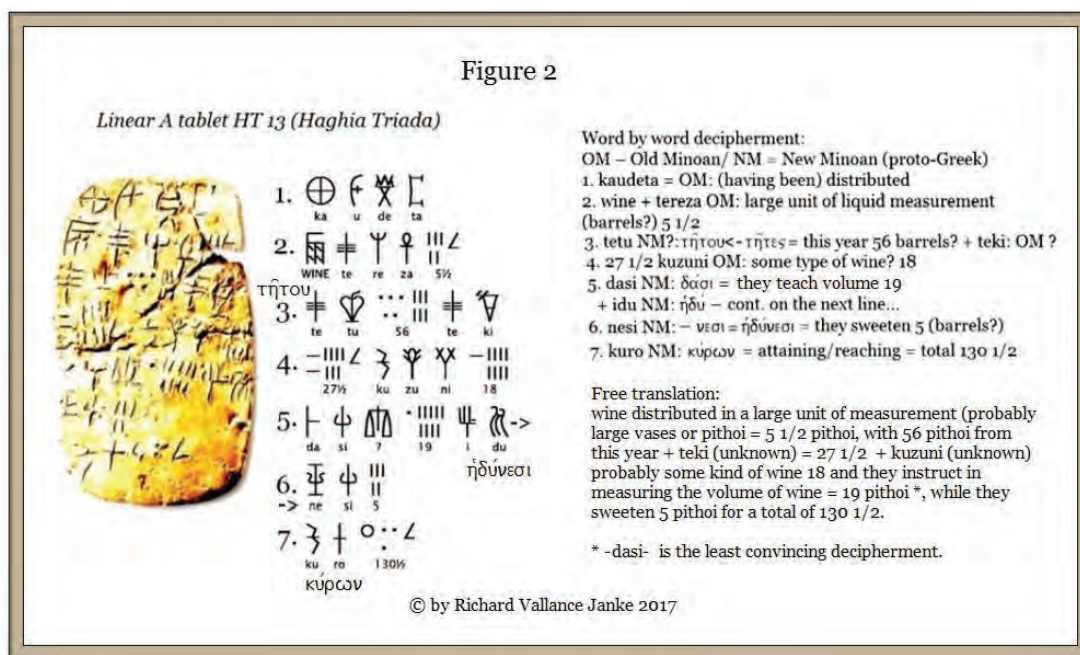 Figure 2
Linear A tablet HT 13 (Haghia Triada)
1.
ka u de ta
2.
WINE te re za 5½
τῆτου
3.
te tu 56 te ki
4.
27½ ku zu ni 18
5. ->
da si ? 19 i du
ἡδύνεσι
6.
-> ne si 5
7.
ku ro 130½
κύρων
Word by word decipherment:
OM – Old Minoan/ NM = New Minoan (proto-Greek)
1. kaudeta = OM: (having been) distributed
2. wine + tereza OM: large unit of liquid measurement
(barrels?) 5 1/2
3. tetu NM?:τῆτου<-τῆτες= this year 56 barrels? + teki: OM ?
4. 27 1/2 kuzuni OM: some type of wine? 18
5. dasi NM: δάσι = they teach volume 19
+ idu NM: ἡδύ – cont. on the next line...
6. nesi NM: – νεσι = ἡδύνεσι = they sweeten 5 (barrels?)
7. kuro NM: κύρων = attaining/reaching = total 130 1/2
Free translation:
wine distributed in a large unit of measurement (probably
large vases or pithoi = 5 1/2 pithoi, with 56 pithoi from
this year + teki (unknown) = 27 1/2 + kuzuni (unknown)
probably some kind of wine 18 and they instruct in
measuring the volume of wine = 19 pithoi *, while they
sweeten 5 pithoi for a total of 130 1/2.
* -dasi- is the least convincing decipherment.
© by Richard Vallance Janke 2017